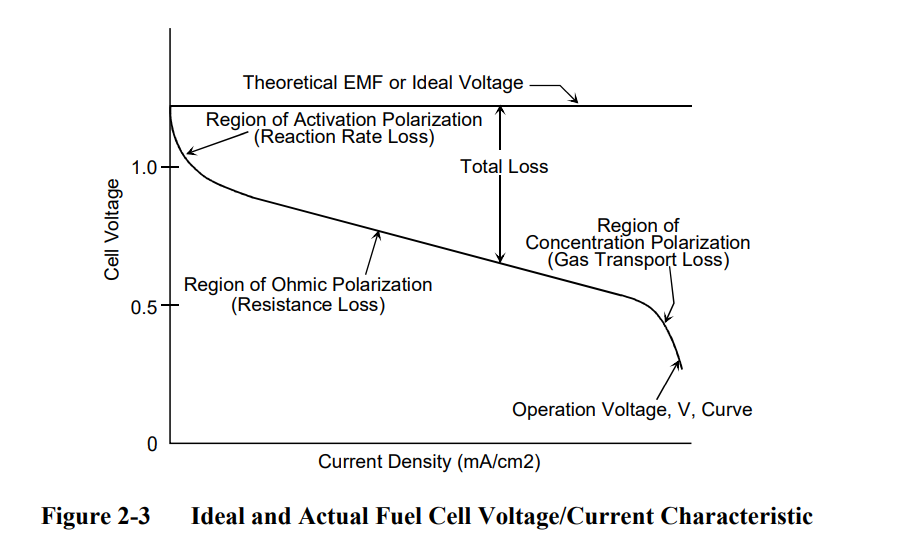 Theoretical EMF or Ideal Voltage
Region of Activation Polarization
(Reaction Rate Loss)
Total Loss
1.0
Region of
Concentration Polarization
(Gas Transport Loss)
Cell Voltage
Region of Ohmic Polarization
(Resistance Loss)
0.5
Operation Voltage, V, Curve
0
Current Density (mA/cm2)
Figure 2-3 Ideal and Actual Fuel Cell Voltage/Current Characteristic